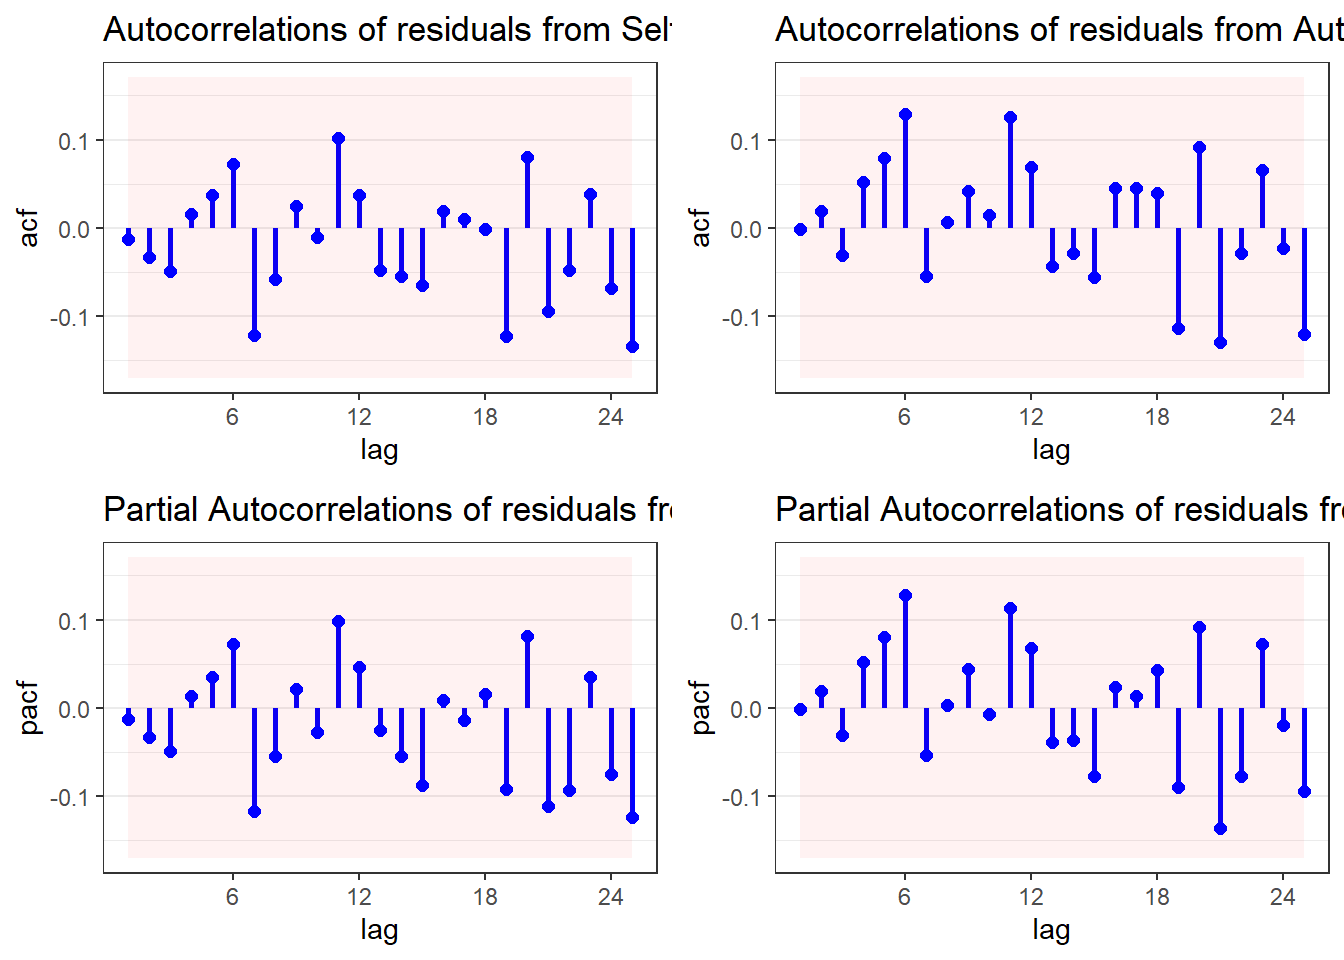 Autocorrelations of residuals from Self
acf
0.1
0.0
-0.1
6 12 18 24
lag
Autocorrelations of residuals from Aut
acf
0.1
0.0
-0.1
6 12 18 24
lag
Partial Autocorrelations of residuals fr
pacf
0.1
0.0
-0.1
6 12 18 24
lag
Partial Autocorrelations of residuals fr
pacf
0.1
0.0
-0.1
6 12 18 24
lag